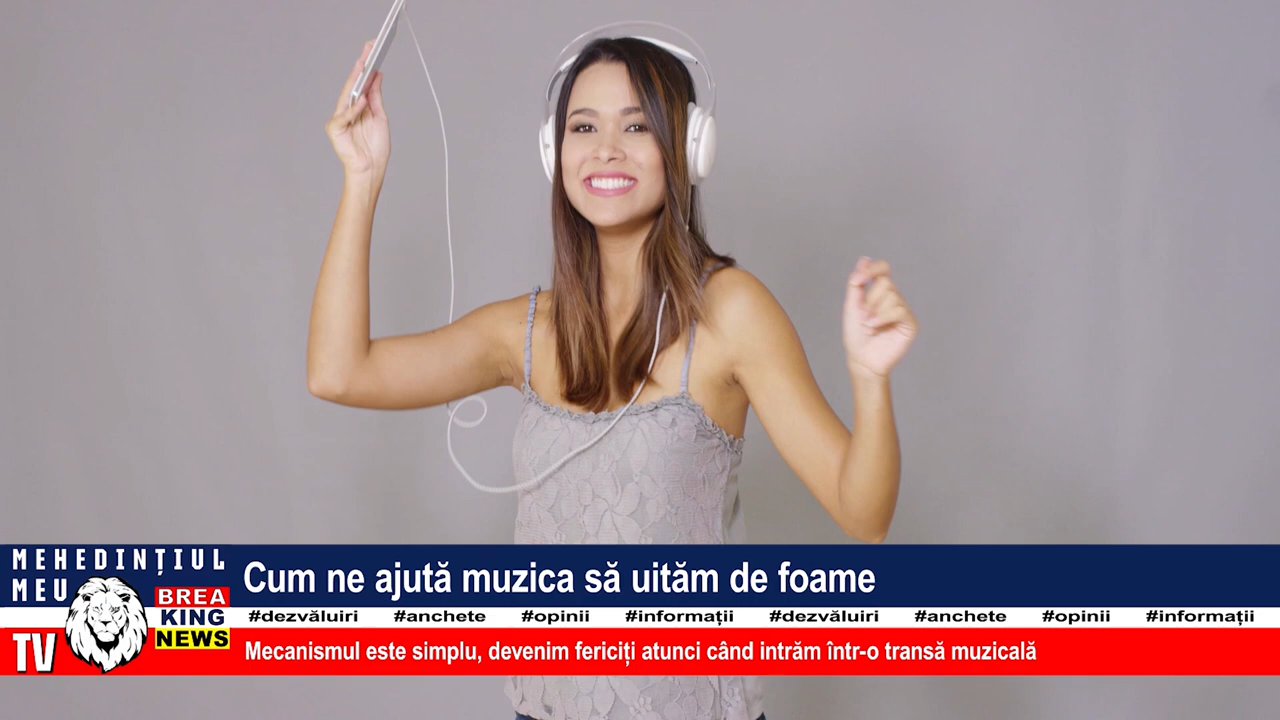 MEHEDINȚIUL
MEU
TV
BREA
KING
NEWS
Cum ne ajută muzica să uităm de foame
#dezvăluiri #anchete #opinii #informații #dezvăluiri #anchete #opinii #informații
Mecanismul este simplu, devenim fericiți atunci când intrăm într-o transă muzicală